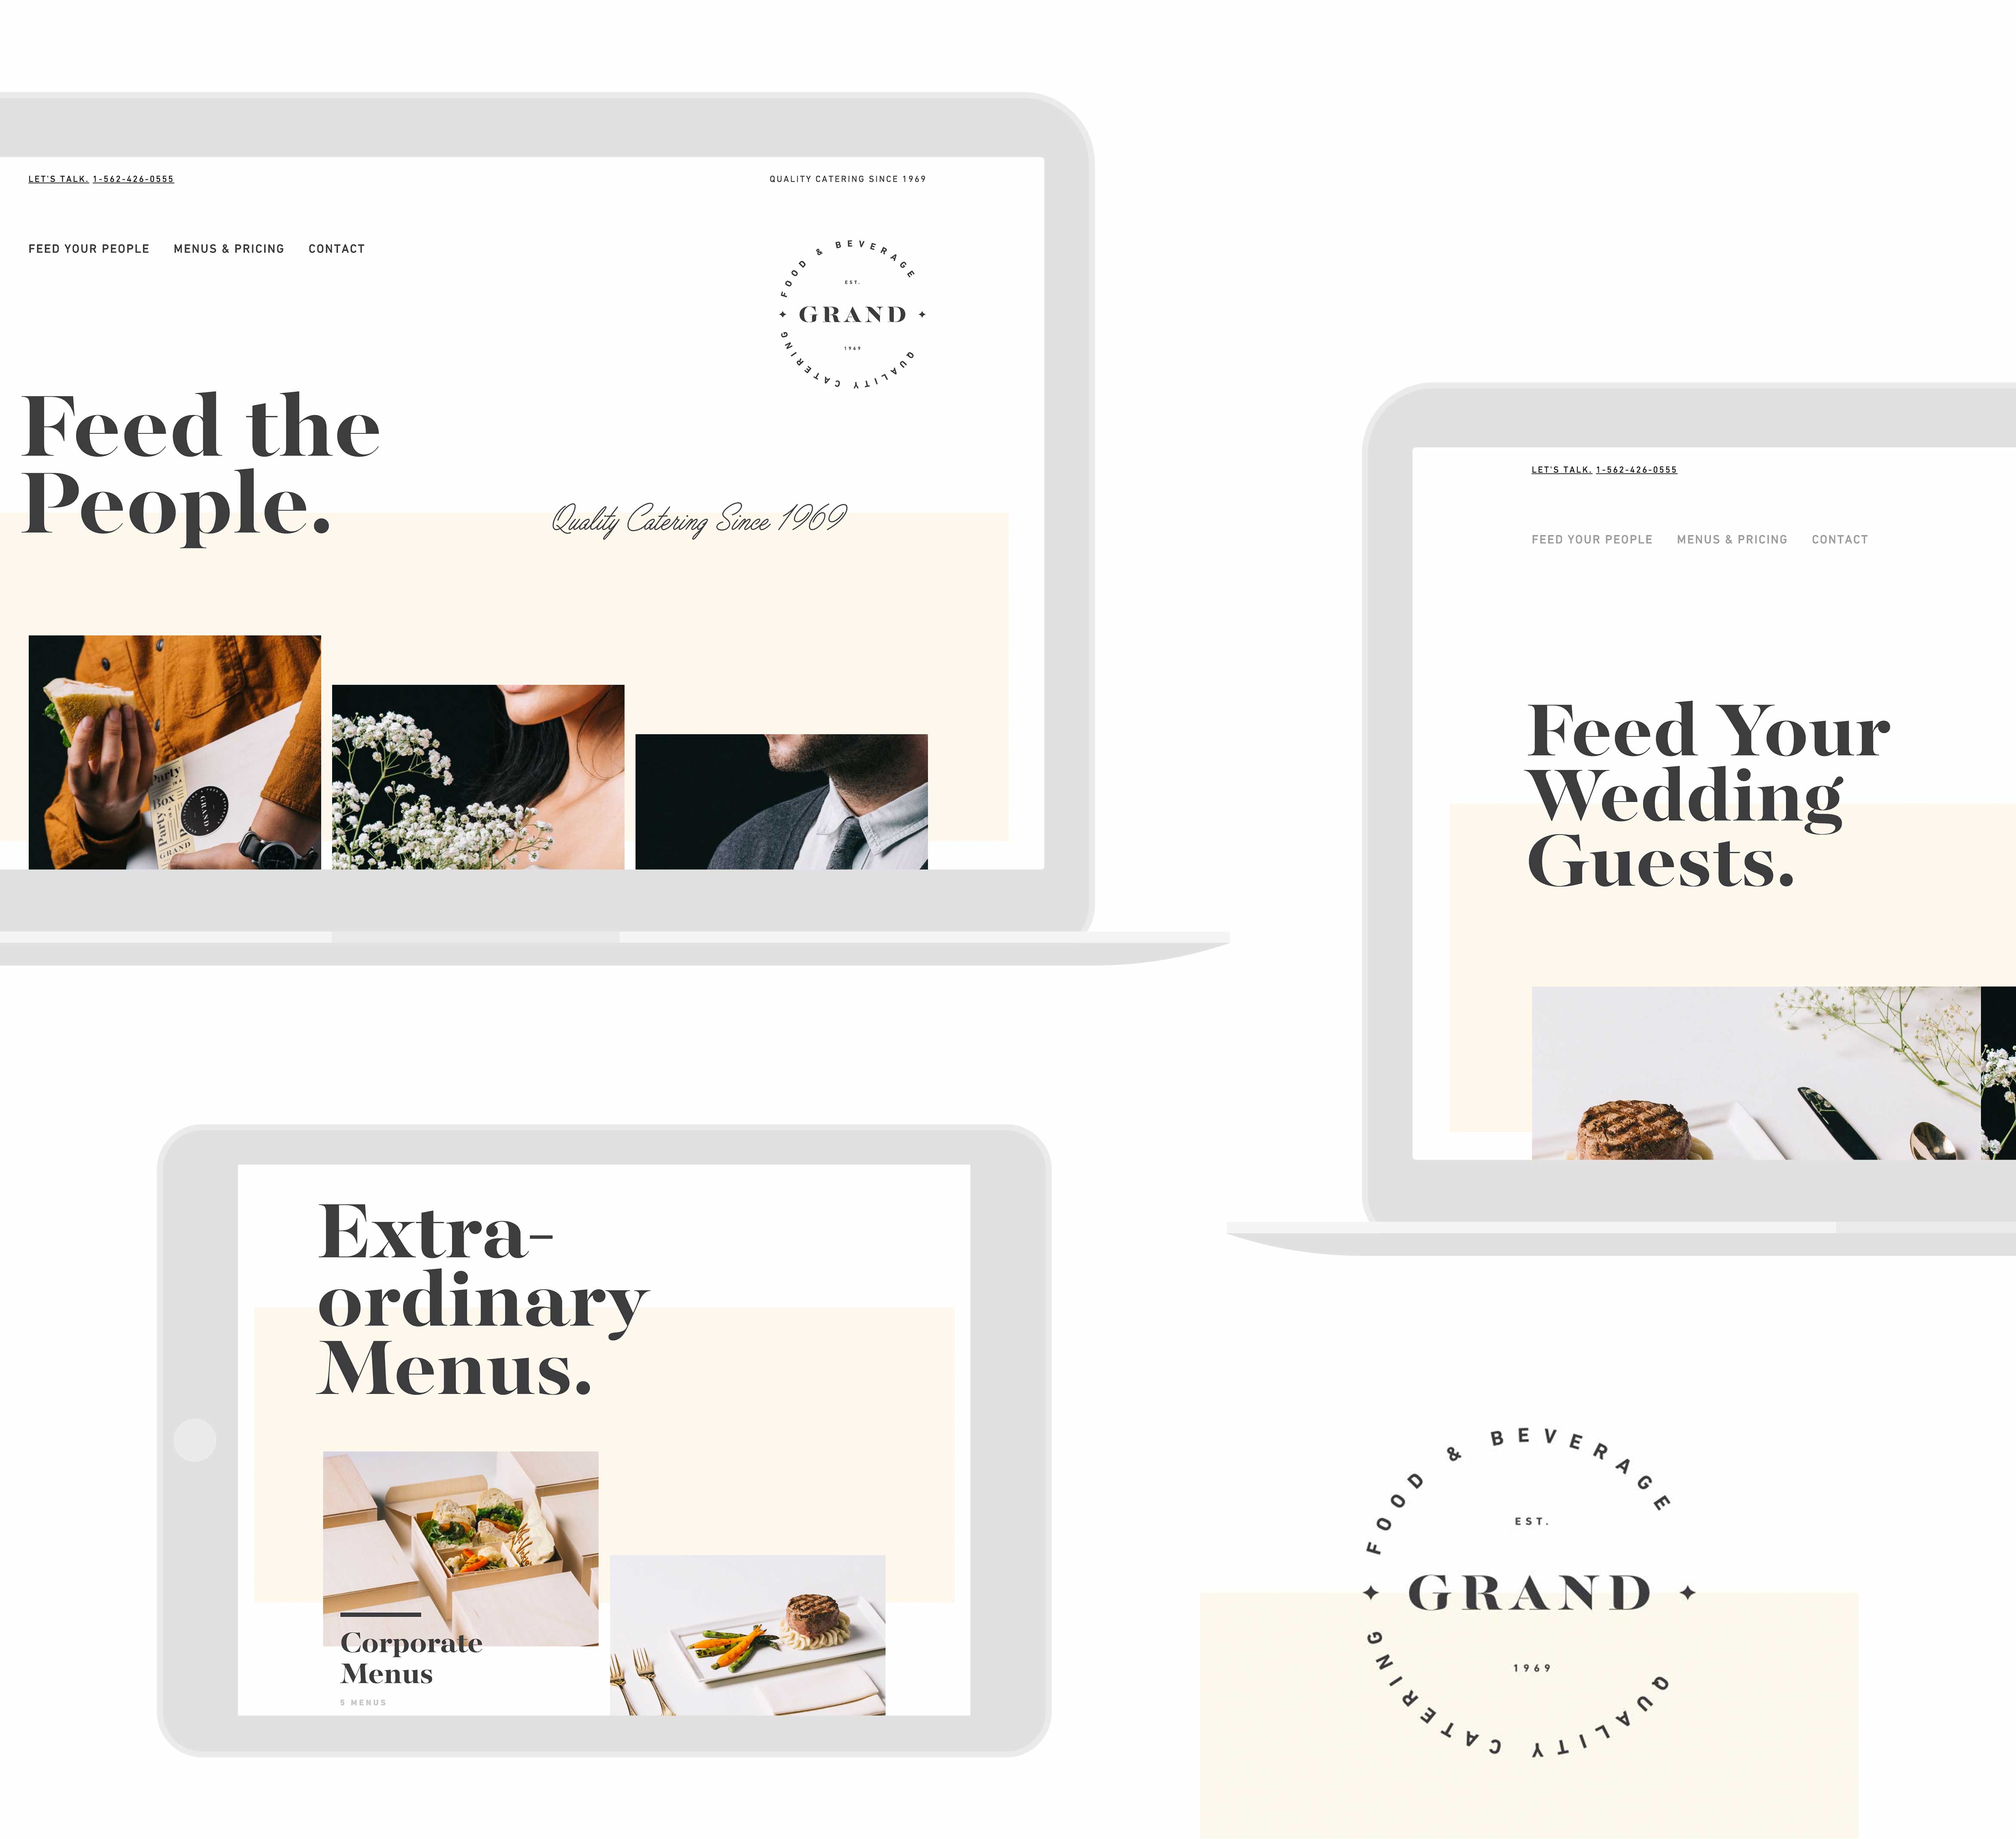 LET'S TALK. 1-562-426-0555
QUALITY CATERING SINCE 1969
FEED YOUR PEOPLE MENUS & PRICING CONTACT
FOOD & BEVERAGE
EST.
GRAND
1969
QUALITY CATERING
Feed the
People.
Quality Catering Since 1969
Party
Box
Party
GRAND
GRAND
LET'S TALK. 1-562-426-0555
FEED YOUR PEOPLE MENUS & PRICING CONTACT
Feed Your
Wedding
Guests.
Extra-
ordinary
Menus.
Corporate
Menus
5 MENUS
FOOD & BEVERAGE
EST.
GRAND
1969
QUALITY CATERING